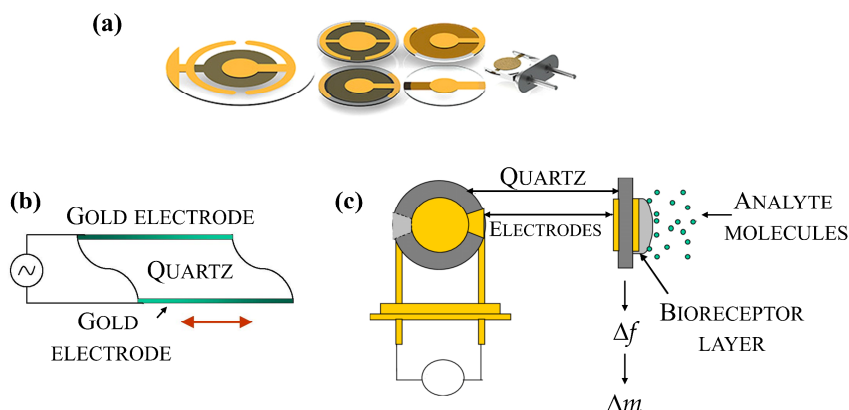 (a)
(b)
GOLD ELECTRODE
QUARTZ
GOLD
ELECTRODE
(c)
QUARTZ
ELECTRODES
ANALYTE
MOLECULES
BIORECEPTOR
LAYER
Δf
Δm